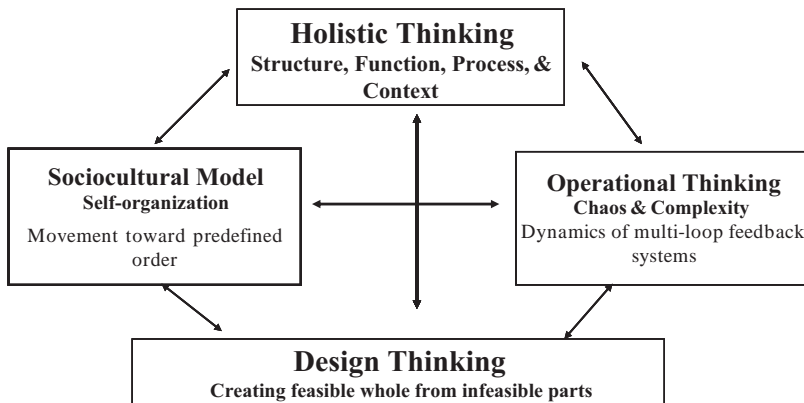 Holistic Thinking
Structure, Function, Process, &
Context
Sociocultural Model
Self-organization
Movement toward predefined
order
Operational Thinking
Chaos & Complexity
Dynamics of multi-loop feedback
systems
Design Thinking
Creating feasible whole from infeasible parts